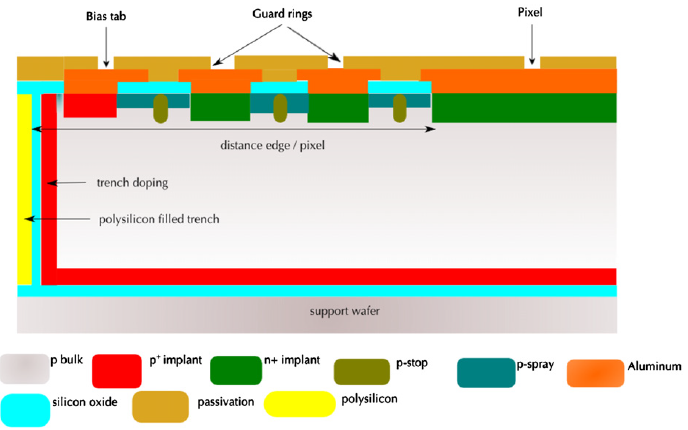 Bias tab
Guard rings
Pixel
distance edge / pixel
trench doping
polysilicon filled trench
support wafer
p bulk
p+ implant
n+ implant
p-stop
p-spray
Aluminum
silicon oxide
passivation
polysilicon